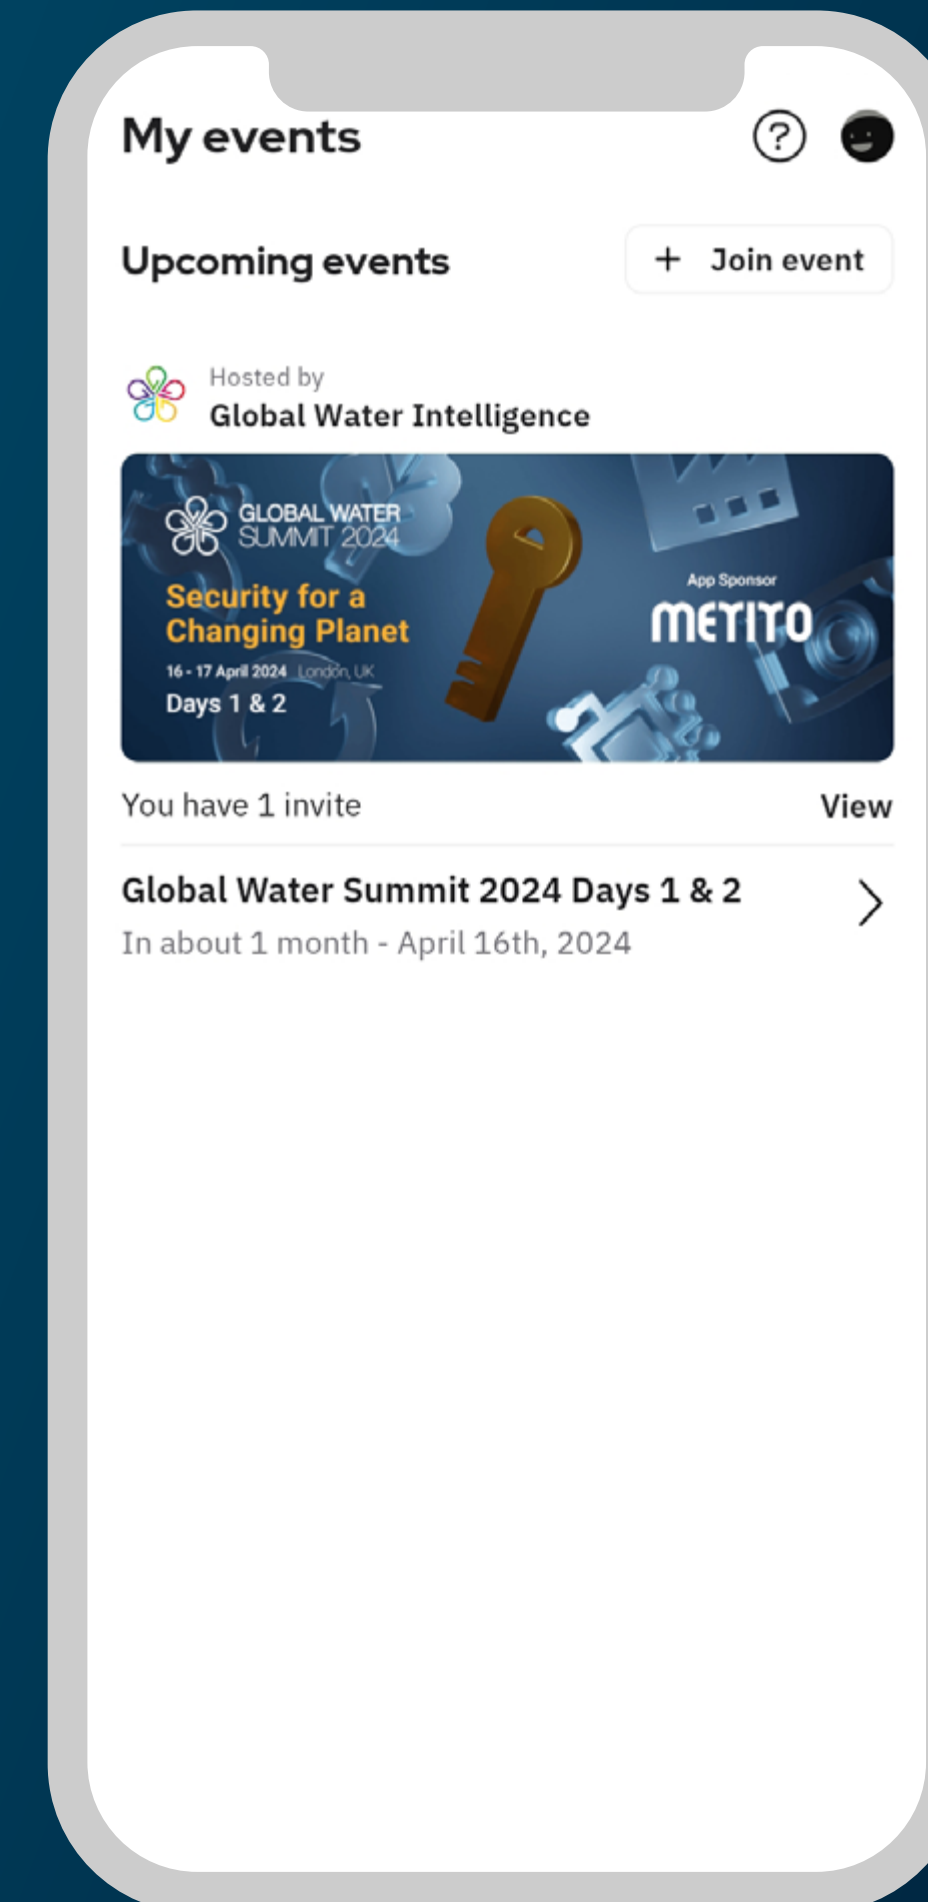 My events
?
Upcoming events
+ Join event
Hosted by
Global Water Intelligence
GLOBAL WATER
SUMMIT 2024
Security for a
Changing Planet
16 - 17 April 2024 London, UK
Days 1 & 2
App Sponsor
METITO
You have 1 invite
View
Global Water Summit 2024 Days 1 & 2
In about 1 month - April 16th, 2024